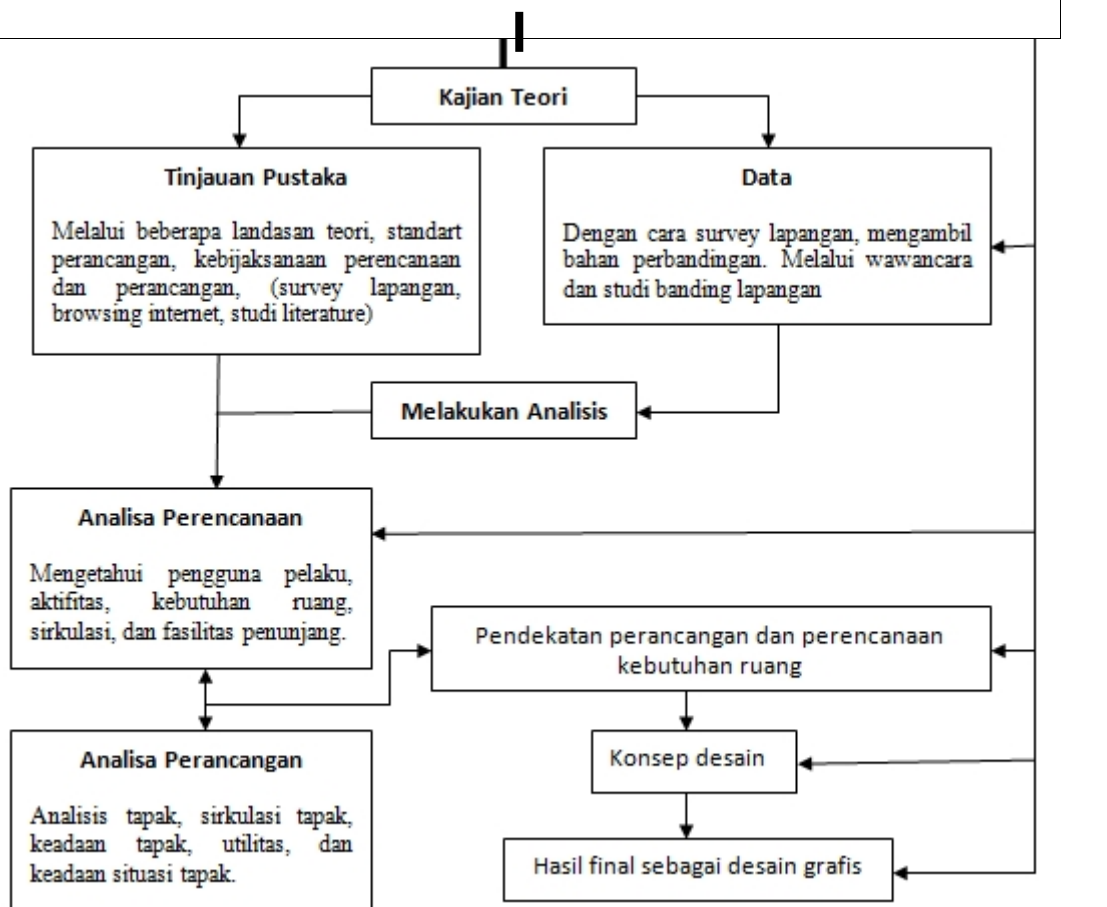 Kajian Teori
Tinjauan Pustaka
Melalui beberapa landasan teori, standart
perancangan, kebijaksanaan perencanaan
dan perancangan, (survey lapangan,
browsing internet, studi literature)
Data
Dengan cara survey lapangan, mengambil
bahan perbandingan. Melalui wawancara
dan studi banding lapangan
Melakukan Analisis
Analisa Perencanaan
Mengetahui pengguna pelaku,
aktifitas, kebutuhan ruang,
sirkulasi, dan fasilitas penunjang.
Pendekatan perancangan dan perencanaan
kebutuhan ruang
Analisa Perancangan
Analisis tapak, sirkulasi tapak,
keadaan tapak, utilitas, dan
keadaan situasi tapak.
Konsep desain
Hasil final sebagai desain grafis